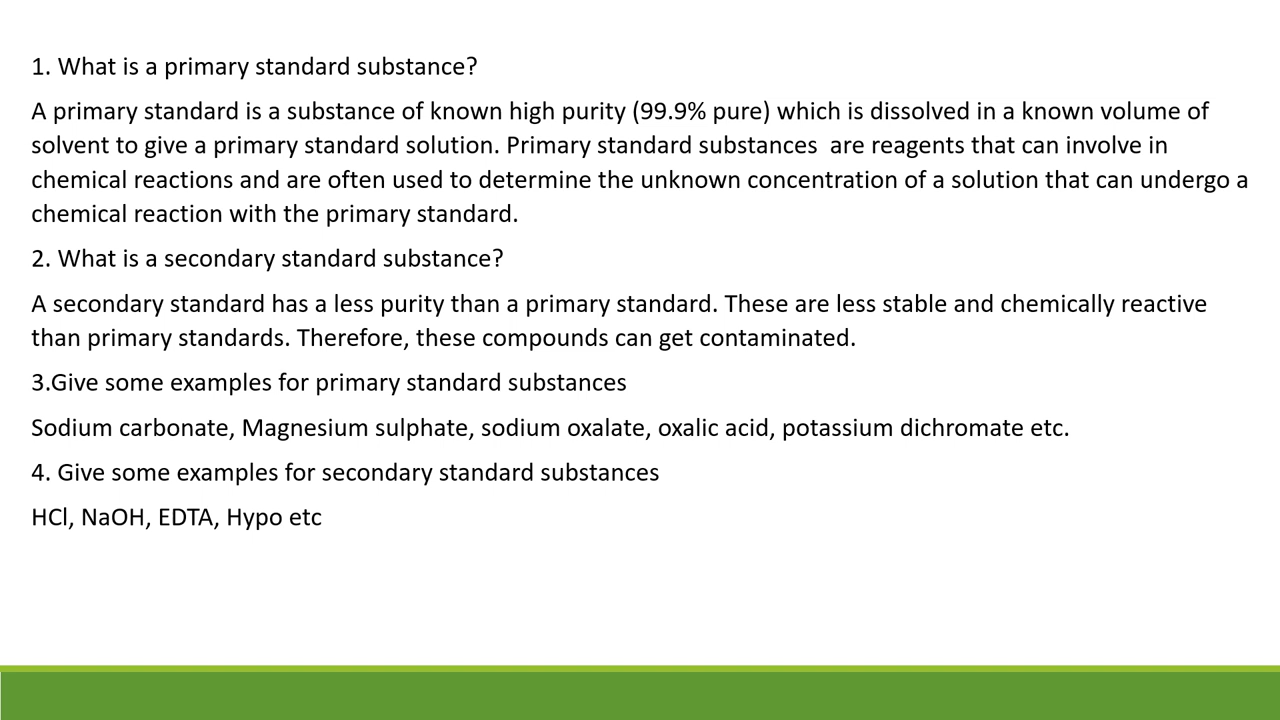 1. What is a primary standard substance?
A primary standard is a substance of known high purity (99.9% pure) which is dissolved in a known volume of
solvent to give a primary standard solution. Primary standard substances  are reagents that can involve in
chemical reactions and are often used to determine the unknown concentration of a solution that can undergo a
chemical reaction with the primary standard.
2. What is a secondary standard substance?
A secondary standard has a less purity than a primary standard. These are less stable and chemically reactive
than primary standards. Therefore, these compounds can get contaminated.
3.Give some examples for primary standard substances
Sodium carbonate, Magnesium sulphate, sodium oxalate, oxalic acid, potassium dichromate etc.
4. Give some examples for secondary standard substances
HCl, NaOH, EDTA, Hypo etc